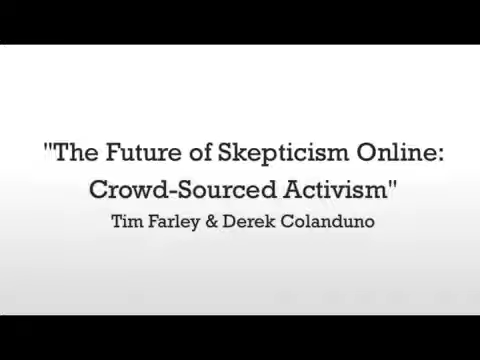 "The Future of Skepticism Online:
Crowd-Sourced Activism"
Tim Farley & Derek Colanduno